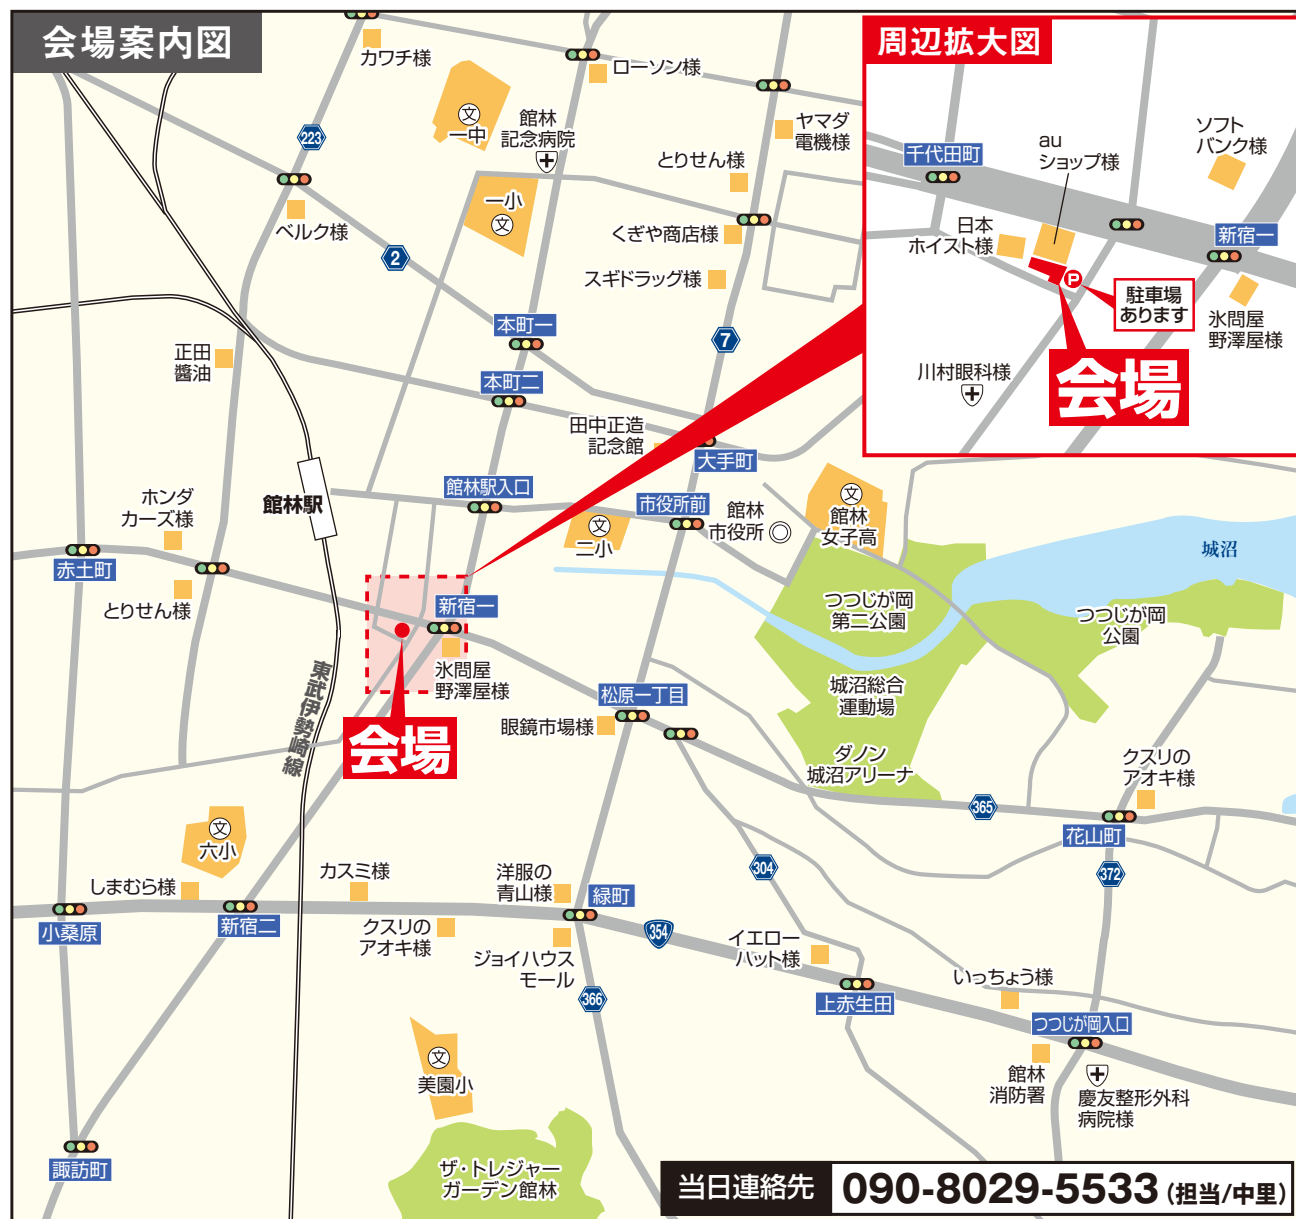 会場案内図
カワチ様
ローソン様
文
一中
館林
記念病院
ヤマダ
電機様
223
とりせん様
一小
文
ベルク様
くぎや商店様
2
スギドラッグ様
本町一
7
正田
醬油
本町二
田中正造
記念館
大手町
館林駅
ホンダ
カーズ様
館林駅入口
市役所前
文
二小
館林
市役所
文
館林
女子高
城沼
赤土町
とりせん様
新宿一
つつじが岡
第二公園
つつじが岡
公園
氷問屋
野澤屋様
東武伊勢崎線
会場
松原一丁目
眼鏡市場様
城沼総合
運動場
ダノン
城沼アリーナ
クスリの
アオキ様
365
花山町
文
六小
しまむら様
カスミ様
洋服の
青山様
304
372
小桑原
新宿二
クスリの
アオキ様
緑町
354
ジョイハウス
モール
イエロー
ハット様
いっちょう様
366
上赤生田
つつじが岡入口
文
美園小
館林
消防署
慶友整形外科
病院様
諏訪町
ザ・トレジャー
ガーデン館林
周辺拡大図
千代田町
au
ショップ様
ソフト
バンク様
日本
ホイスト様
新宿一
P
駐車場
あります
氷問屋
野澤屋様
川村眼科様
会場
当日連絡先 090-8029-5533(担当/中里)